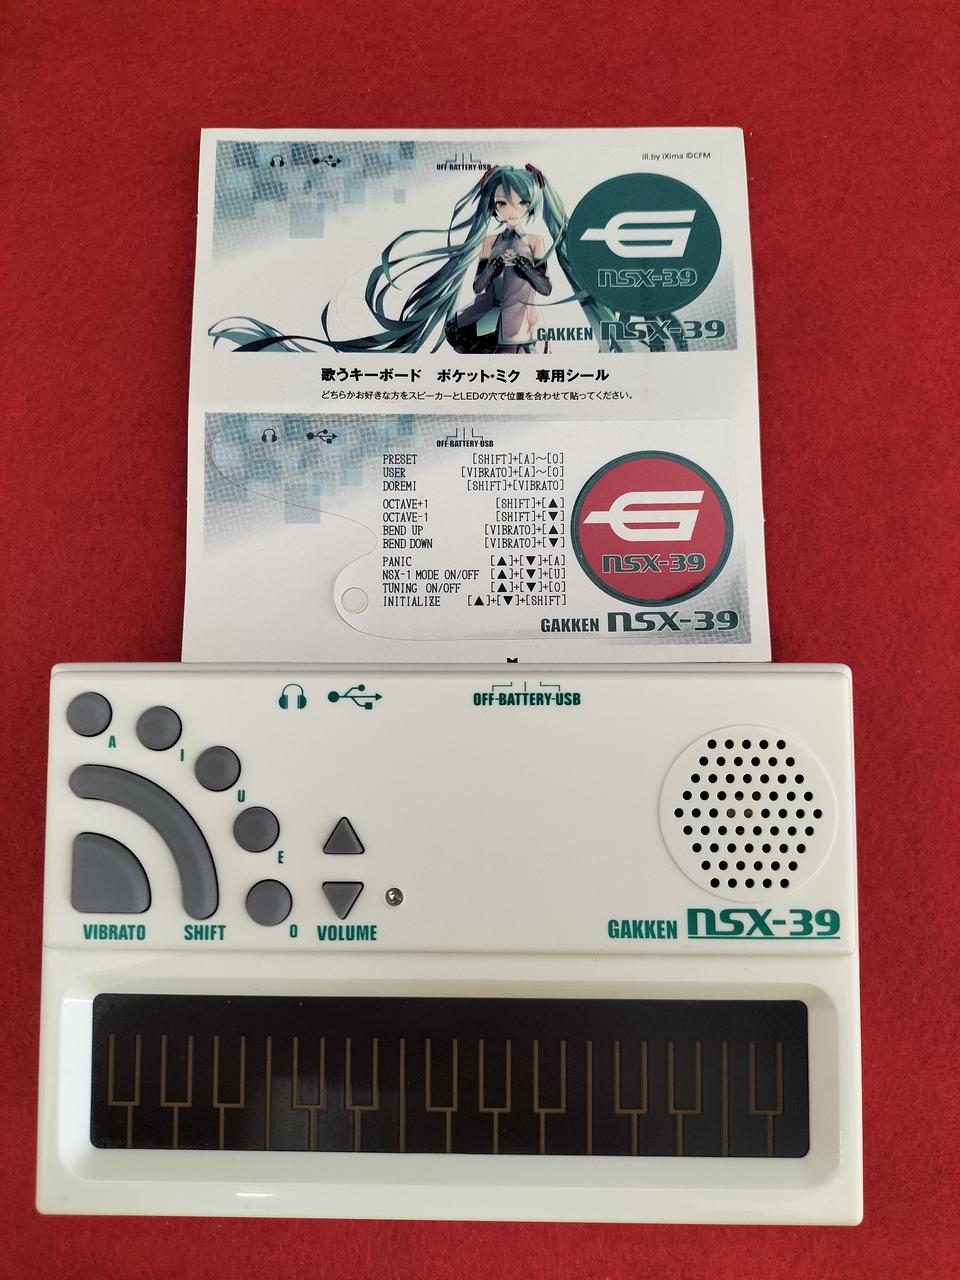 OFF·BATTERY·USB
ill.by iXima ©CFM
NSX-39
GAKKEN NSX-39
歌うキーボード ポケット・ミク 専用シール
どちらかお好きな方をスピーカーとLEDの穴で位置を合わせて貼ってください。
OFF·BATTERY·USB
PRESET [SHIFT]+[A]～[O]
USER [VIBRATO]+[A]～[O]
DOREMI [SHIFT]+[VIBRATO]
OCTAVE+1 [SHIFT]+[▲]
OCTAVE-1 [SHIFT]+[▼]
BEND UP [VIBRATO]+[▲]
BEND DOWN [VIBRATO]+[▼]
PANIC [▲]+[▼]+[A]
NSX-1 MODE ON/OFF [▲]+[▼]+[U]
TUNING ON/OFF [▲]+[▼]+[O]
INITIALIZE [▲]+[▼]+[SHIFT]
NSX-39
GAKKEN NSX-39
OFF·BATTERY·USB
A
I
U
E
O
VIBRATO
SHIFT
VOLUME
GAKKEN NSX-39